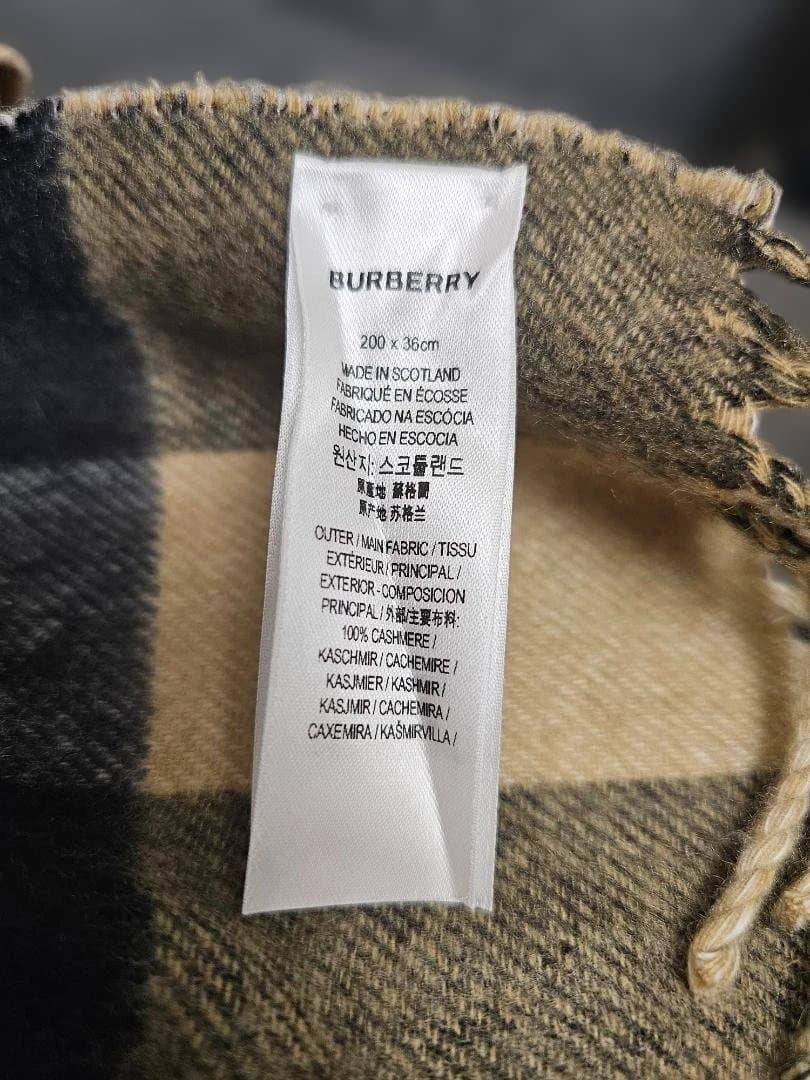 BURBERRY
200 x 36cm
MADE IN SCOTLAND
FABRIQUÉ EN ÉCOSSE
FABRICADO NA ESCÓCIA
HECHO EN ESCOCIA
원산지: 스코틀랜드
原產地 蘇格蘭
原产地 苏格兰
OUTER / MAIN FABRIC / TISSU
EXTÉRIEUR / PRINCIPAL /
EXTERIOR - COMPOSICION
PRINCIPAL / 外部/主要布料:
100% CASHMERE /
KASCHMIR / CACHEMIRE /
KASJMIER / KASHMIR /
KASJMIR / CACHEMIRA /
CAXEMIRA / KAŠMIRVILLA /